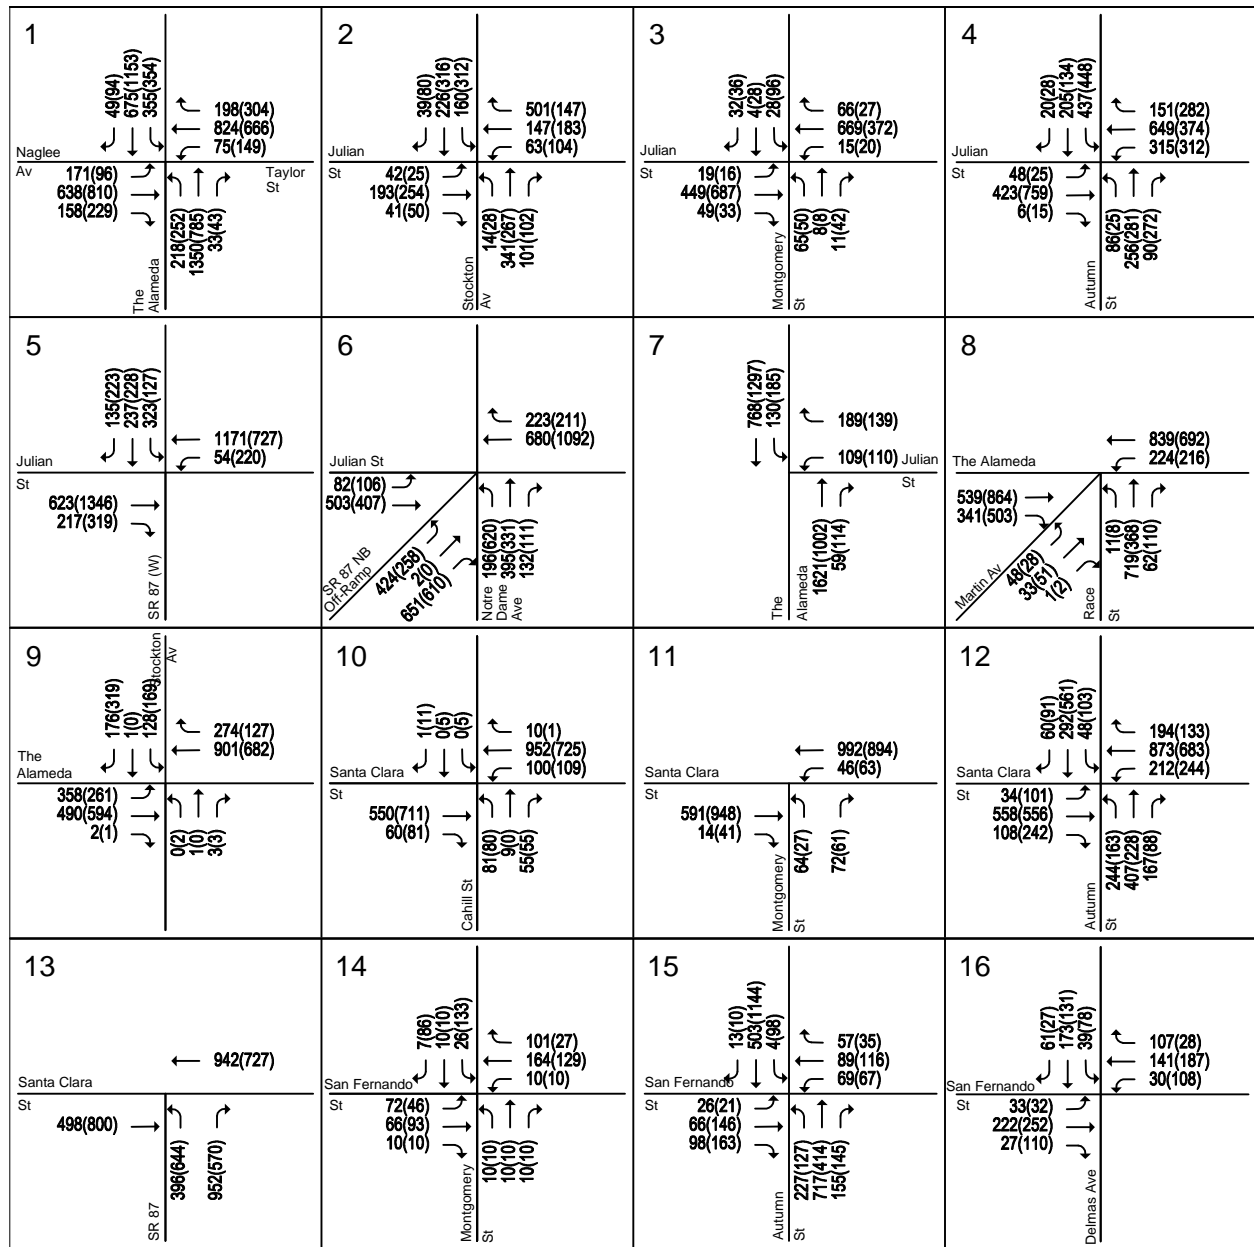 1
49(94)
675(1153)
355(354)
198(304)
824(666)
75(149)
Naglee
Av
Taylor
St
171(96)
638(810)
158(229)
218(252)
1350(785)
33(43)
The
Alameda
2
39(80)
226(316)
160(312)
501(147)
147(183)
63(104)
Julian
St
42(25)
193(254)
41(50)
14(28)
341(267)
101(102)
Stockton
Av
3
32(36)
4(28)
28(96)
66(27)
669(372)
15(20)
Julian
St
19(16)
449(687)
49(33)
65(50)
8(8)
11(42)
Montgomery
St
4
20(28)
205(134)
437(448)
151(282)
649(374)
315(312)
Julian
St
48(25)
423(759)
6(15)
86(25)
256(281)
90(272)
Autumn
St
5
135(223)
237(228)
323(127)
1171(727)
54(220)
Julian
St
623(1346)
217(319)
SR 87 (W)
6
223(211)
680(1092)
Julian St
82(106)
503(407)
SR 87 NB
Off-Ramp
424(258)
2(0)
651(610)
196(620)
395(331)
132(111)
Notre
Dame
Ave
7
768(1297)
130(185)
189(139)
109(110)
Julian
St
1621(1002)
59(114)
The
Alameda
8
839(692)
224(216)
The Alameda
539(864)
341(503)
Martin Av
48(28)
33(51)
1(2)
11(8)
719(368)
62(110)
Race
St
9
Stockton
Av
176(319)
1(0)
128(169)
274(127)
901(682)
The
Alameda
358(261)
490(594)
2(1)
0(2)
1(0)
3(3)
10
1(11)
0(5)
0(5)
10(1)
952(725)
100(109)
Santa Clara
St
550(711)
60(81)
81(80)
9(0)
55(55)
Cahill St
11
992(894)
46(63)
Santa Clara
St
591(948)
14(41)
64(27)
72(61)
Montgomery
St
12
60(91)
292(561)
48(103)
194(133)
873(683)
212(244)
Santa Clara
St
34(101)
558(556)
108(242)
244(163)
407(228)
167(88)
Autumn
St
13
942(727)
Santa Clara
St
498(800)
396(644)
952(570)
SR 87
14
7(86)
10(10)
26(133)
101(27)
164(129)
10(10)
San Fernando
St
72(46)
66(93)
10(10)
10(10)
10(10)
10(10)
Montgomery
St
15
13(10)
503(1144)
4(98)
57(35)
89(116)
69(67)
San Fernando
St
26(21)
66(146)
98(163)
227(127)
717(414)
155(145)
Autumn
St
16
61(27)
173(131)
39(78)
107(28)
141(187)
30(108)
San Fernando
St
33(32)
222(252)
27(110)
Delmas Ave